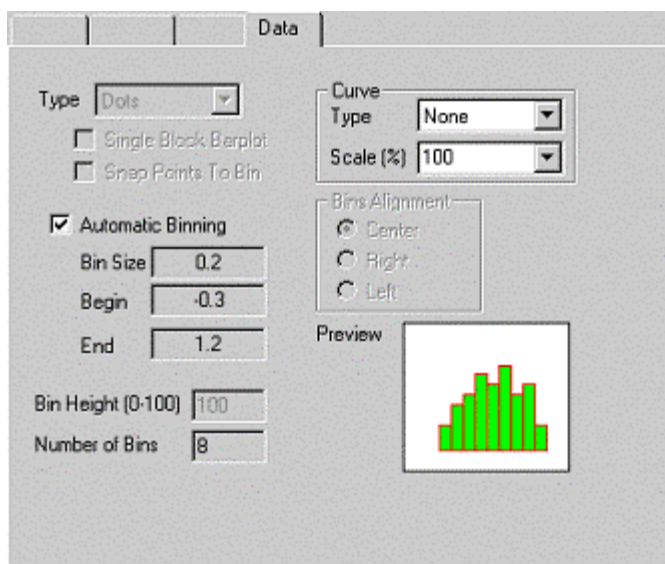 Data
Type Dots
Single Block Barplot
Snap Points To Bin
Automatic Binning
Bin Size 0.2
Begin -0.3
End 1.2
Bin Height (0-100) 100
Number of Bins 8
Curve
Type None
Scale (%) 100
Bins Alignment
Center
Right
Left
Preview